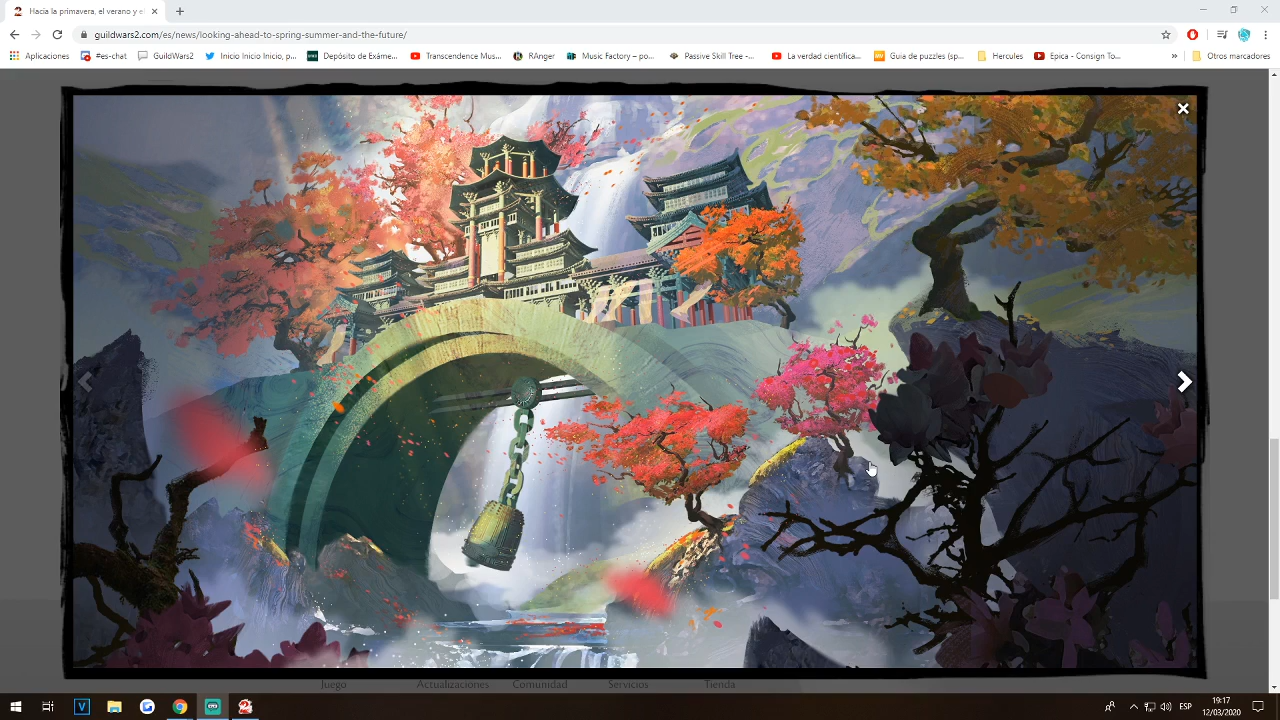 Hacia la primavera, el verano y el
guildwars2.com/es/news/looking-ahead-to-spring-summer-and-the-future/
Aplicaciones #es-chat GuildWars2 Inicio Inicio Inicio, p... Depósito de Exáme... Transcendence Mus... RAnger Music Factory – po... Passive Skill Tree -... La verdad científica... Guia de puzzles (sp... Hercules Epica - Consign To... » Otros marcadores
Juego Actualizaciones Comunidad Servicios Tienda
ESP 19:17
12/03/2020